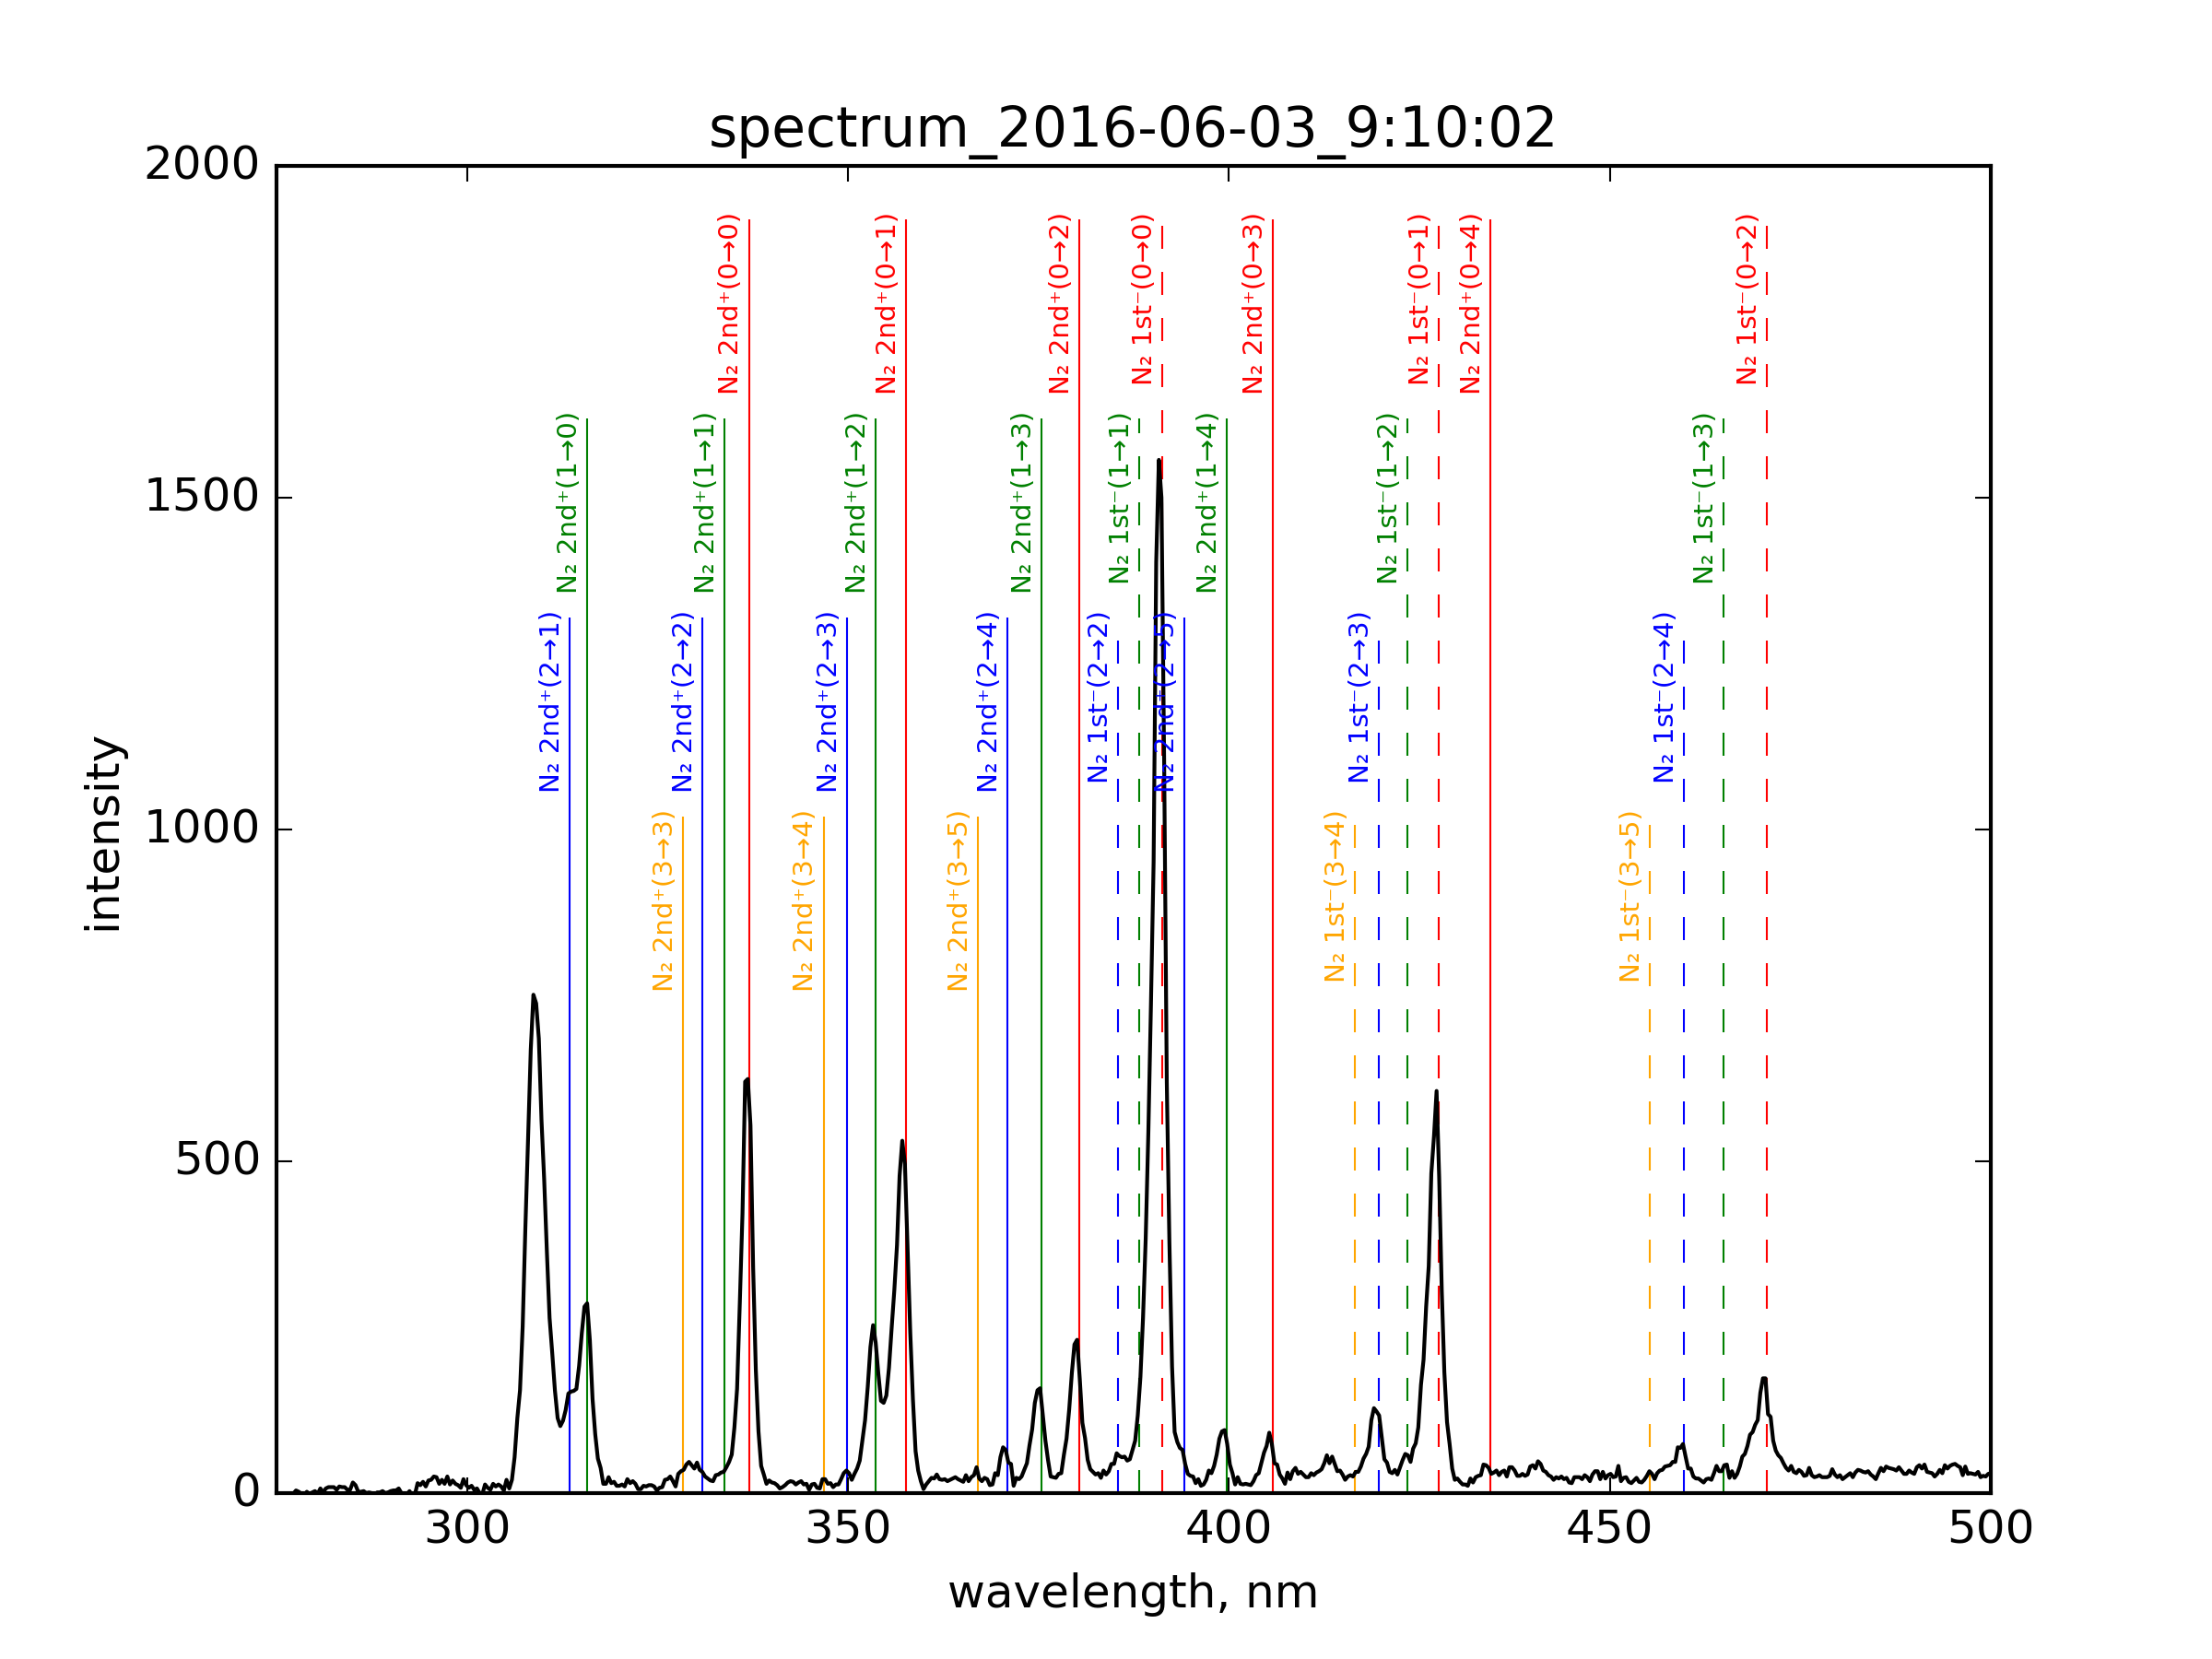 spectrum_2016-06-03_9:10:02
2000
1500
1000
500
0
intensity
N₂ 2nd⁺(0→0)
N₂ 2nd⁺(0→1)
N₂ 2nd⁺(0→2)
N₂ 1st⁻(0→0)
N₂ 2nd⁺(0→3)
N₂ 1st⁻(0→1)
N₂ 2nd⁺(0→4)
N₂ 1st⁻(0→2)
N₂ 2nd⁺(1→0)
N₂ 2nd⁺(1→1)
N₂ 2nd⁺(1→2)
N₂ 2nd⁺(1→3)
N₂ 1st⁻(1→1)
N₂ 2nd⁺(1→4)
N₂ 1st⁻(1→2)
N₂ 1st⁻(1→3)
N₂ 2nd⁺(2→1)
N₂ 2nd⁺(2→2)
N₂ 2nd⁺(2→3)
N₂ 2nd⁺(2→4)
N₂ 1st⁻(2→2)
N₂ 2nd⁺(2→5)
N₂ 1st⁻(2→3)
N₂ 1st⁻(2→4)
N₂ 2nd⁺(3→3)
N₂ 2nd⁺(3→4)
N₂ 2nd⁺(3→5)
N₂ 1st⁻(3→4)
N₂ 1st⁻(3→5)
300 350 400 450 500
wavelength, nm